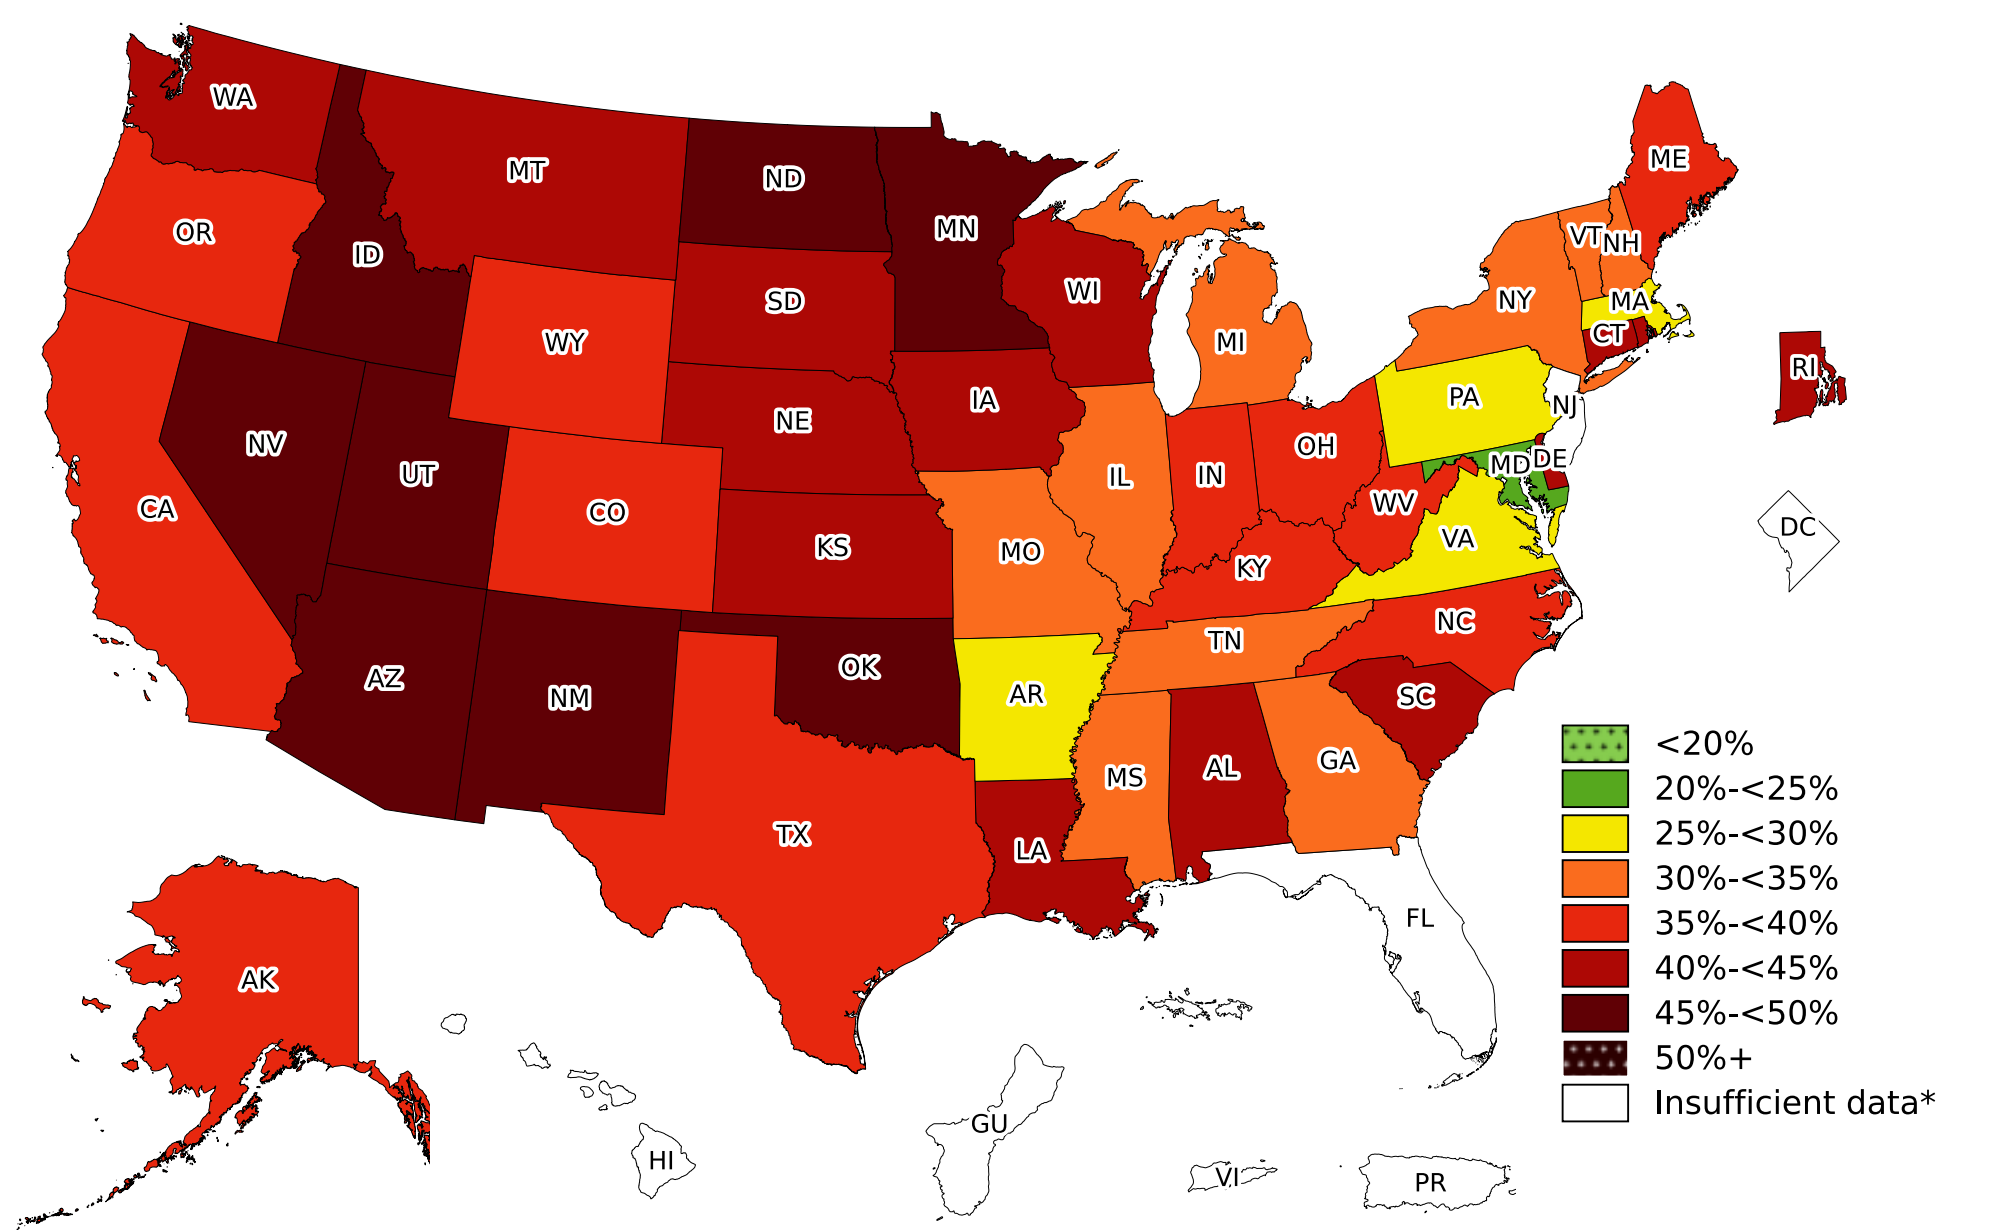 WA
MT
ND
MN
ME
OR
ID
SD
WI
VT
NH
WY
MI
NY
MA
CT
RI
NE
IA
PA
NJ
NV
UT
OH
IL
IN
MD
DE
CA
CO
KS
MO
WV
VA
DC
KY
NC
TN
AZ
NM
OK
AR
SC
MS
AL
GA
TX
LA
FL
AK
HI
GU
VI
PR
<20%
20%-<25%
25%-<30%
30%-<35%
35%-<40%
40%-<45%
45%-<50%
50%+
Insufficient data*